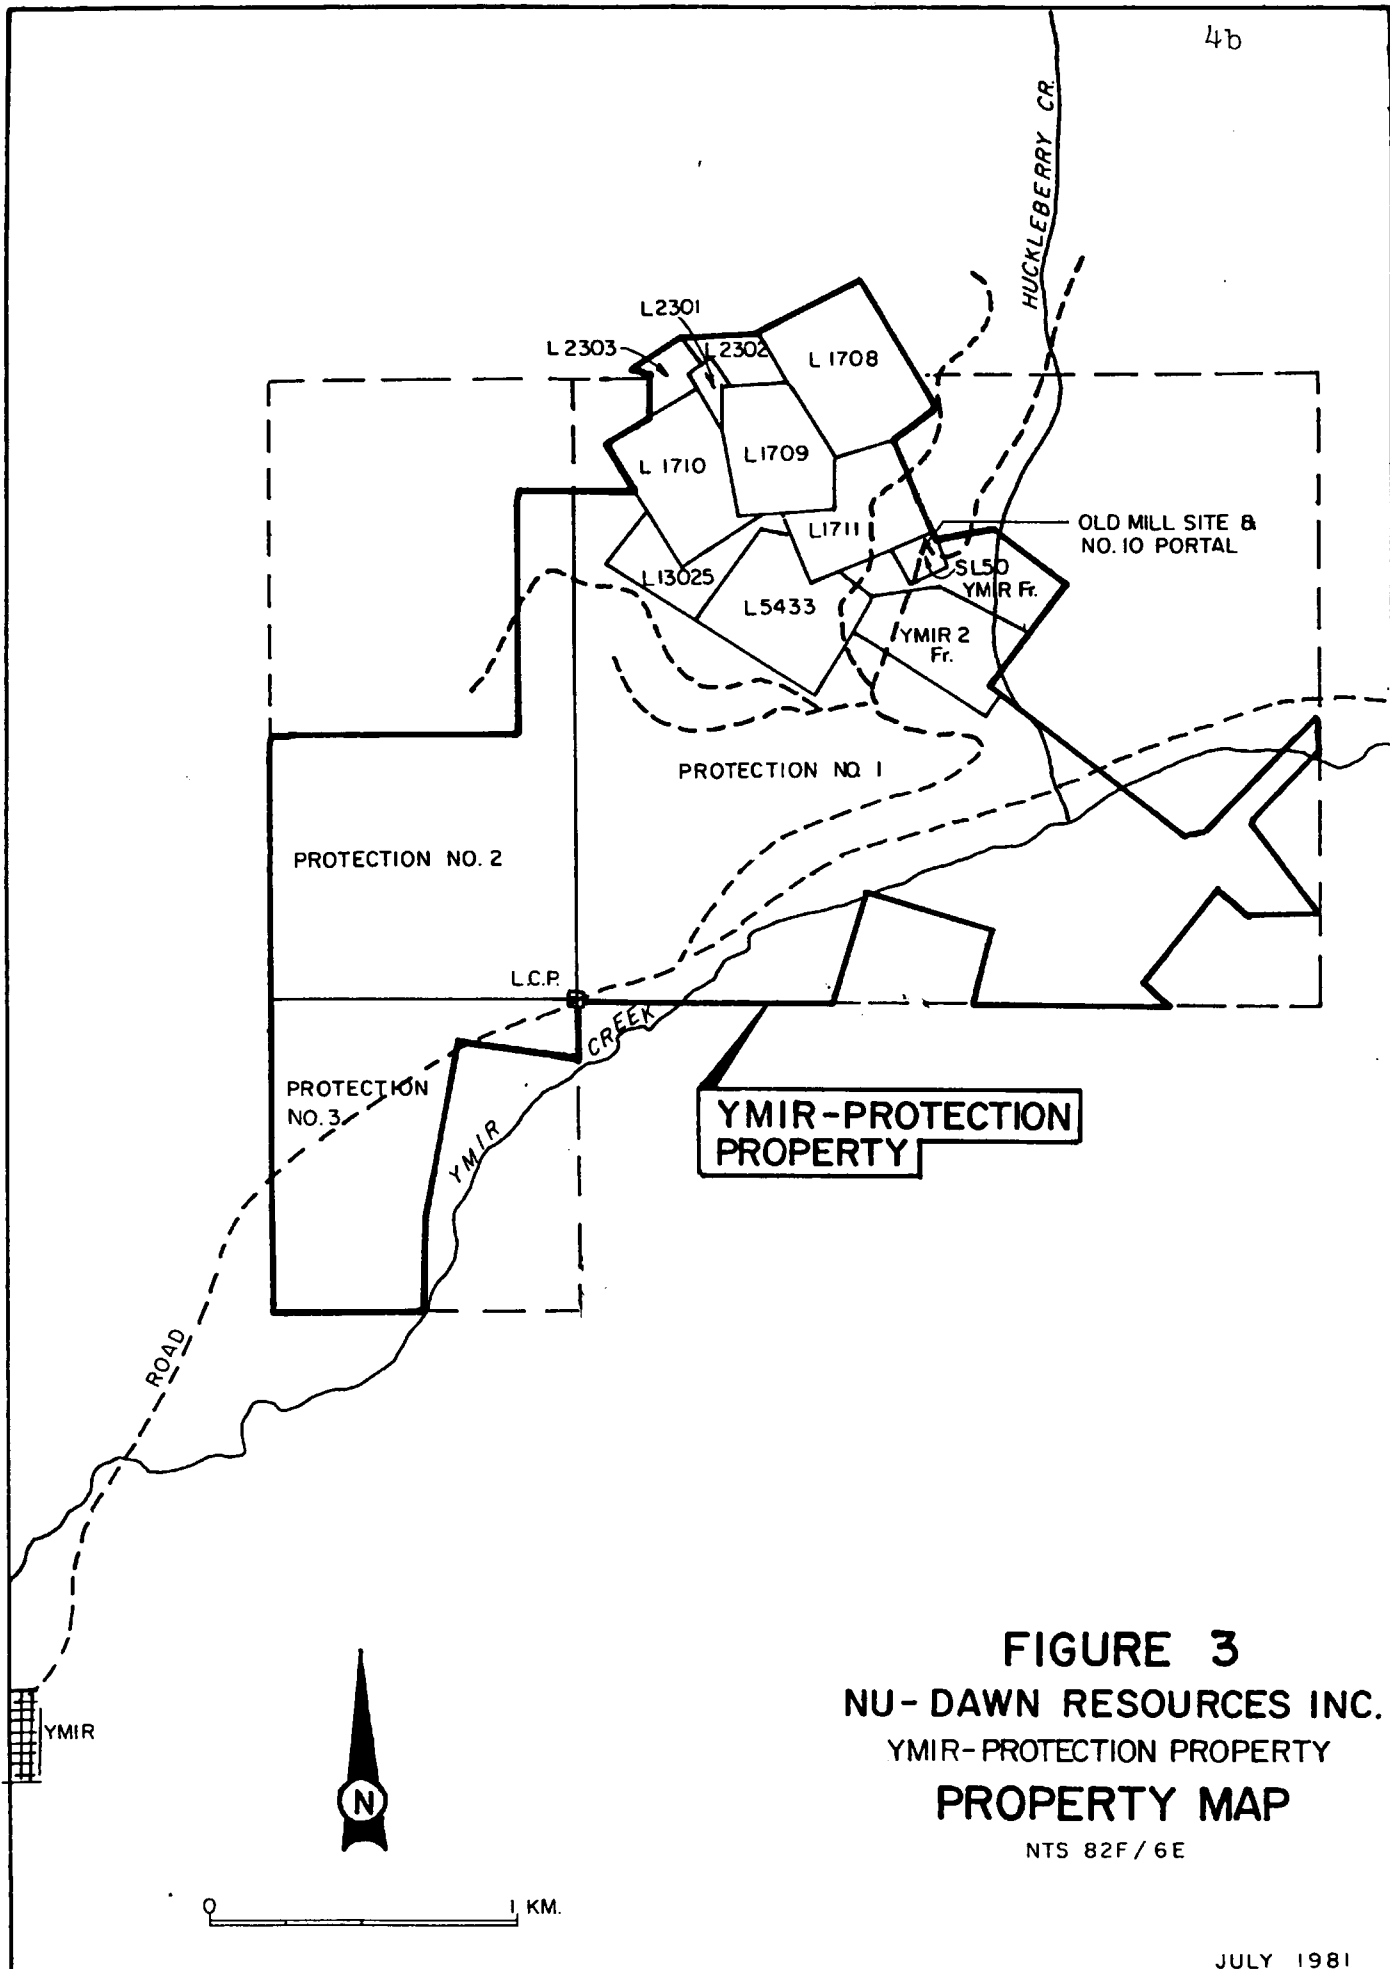 4b
HUCKLEBERRY CR.
L2301
L 2303
L 2302
L 1708
L 1710
L1709
L1711
OLD MILL SITE &
NO. 10 PORTAL
L13025
SL50
YMIR Fr.
L5433
YMIR 2
Fr.
PROTECTION NO. 1
PROTECTION NO. 2
L.C.P.
CREEK
PROTECTION
NO. 3
YMIR
YMIR-PROTECTION
PROPERTY
ROAD
YMIR
N
0 1 KM.
FIGURE 3
NU-DAWN RESOURCES INC.
YMIR-PROTECTION PROPERTY
PROPERTY MAP
NTS 82F/6E
JULY 1981